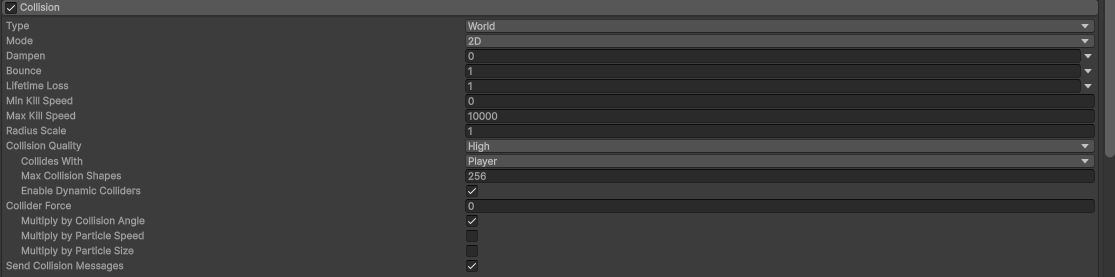 Collision
Type World
Mode 2D
Dampen 0
Bounce 1
Lifetime Loss 1
Min Kill Speed 0
Max Kill Speed 10000
Radius Scale 1
Collision Quality High
Collides With Player
Max Collision Shapes 256
Enable Dynamic Colliders
Collider Force 0
Multiply by Collision Angle
Multiply by Particle Speed
Multiply by Particle Size
Send Collision Messages